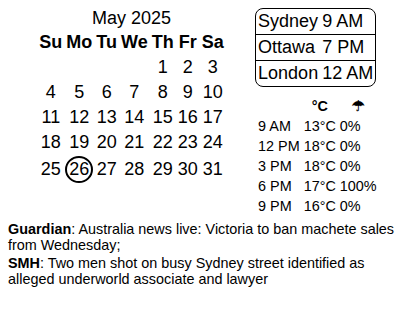 May 2025
Su Mo Tu We Th Fr Sa
1 2 3
4 5 6 7 8 9 10
11 12 13 14 15 16 17
18 19 20 21 22 23 24
25 26 27 28 29 30 31
Sydney 9 AM
Ottawa 7 PM
London 12 AM
°C ☂
9 AM 13°C 0%
12 PM 18°C 0%
3 PM 18°C 0%
6 PM 17°C 100%
9 PM 16°C 0%
Guardian: Australia news live: Victoria to ban machete sales
from Wednesday;
SMH: Two men shot on busy Sydney street identified as
alleged underworld associate and lawyer